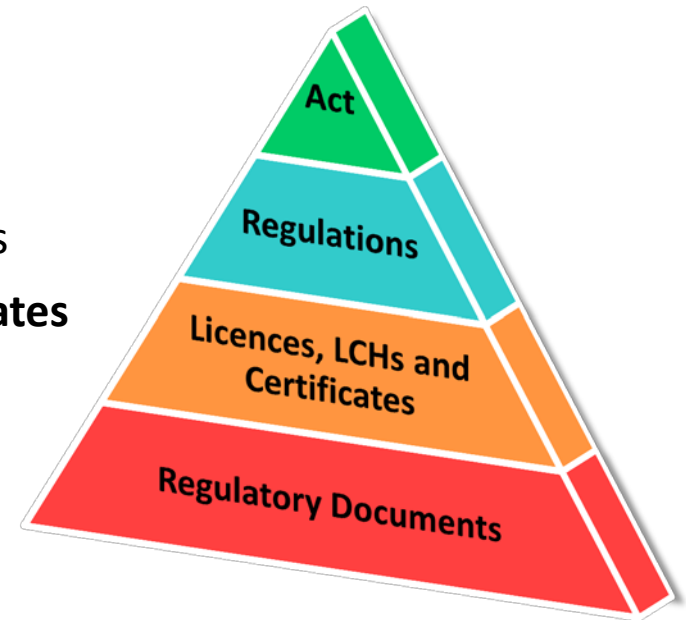 Act
s
Regulations
ates
Licences, LCHs and
Certificates
Regulatory Documents